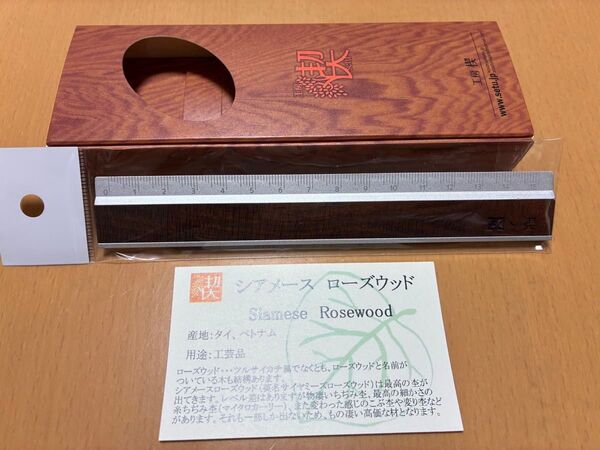 工房
楔
www.setu.jp
0 1 2 3 4 5 6 7 8 9 10 11 12 13 14
楔
シアメース ローズウッド
Siamese Rosewood
産地:タイ、ベトナム
用途:工芸品
ローズウッド・・・ツルサイカチ属でなくとも、ローズウッドと名前が
ついている木も結構あります。
シアメースローズウッド(英名サイヤミーズローズウッド)は最高の杢が
出てきます。レベル差はありますが物凄いちぢみ杢、最高の細かさの
糸ちぢみ杢(マイクロカーリー)、また変わった感じのこぶ杢や変り杢など
があります。それも一部しか出ないため、もの凄い高価な材となります。